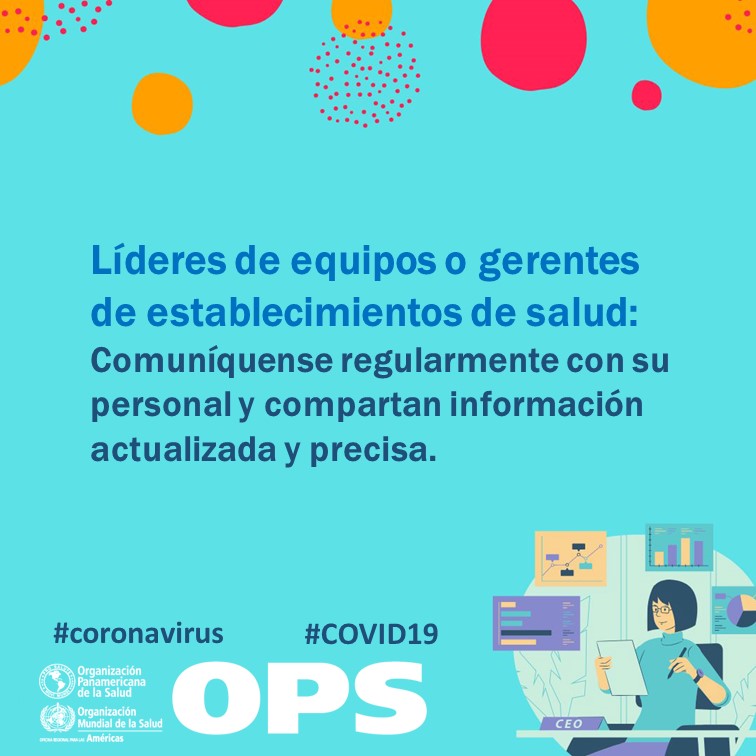 Líderes de equipos o gerentes
de establecimientos de salud:
Comuníquense regularmente con su
personal y compartan información
actualizada y precisa.
#coronavirus #COVID19
Organización
Panamericana
de la Salud
Organización
Mundial de la Salud
OFICINA REGIONAL PARA LAS Américas
OPS
CEO